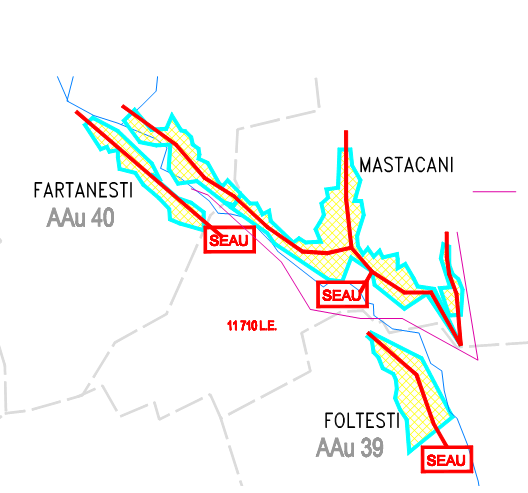 MASTACANI
FARTANESTI
AAu 40
SEAU
SEAU
11 710 L.E.
FOLTESTI
AAu 39
SEAU